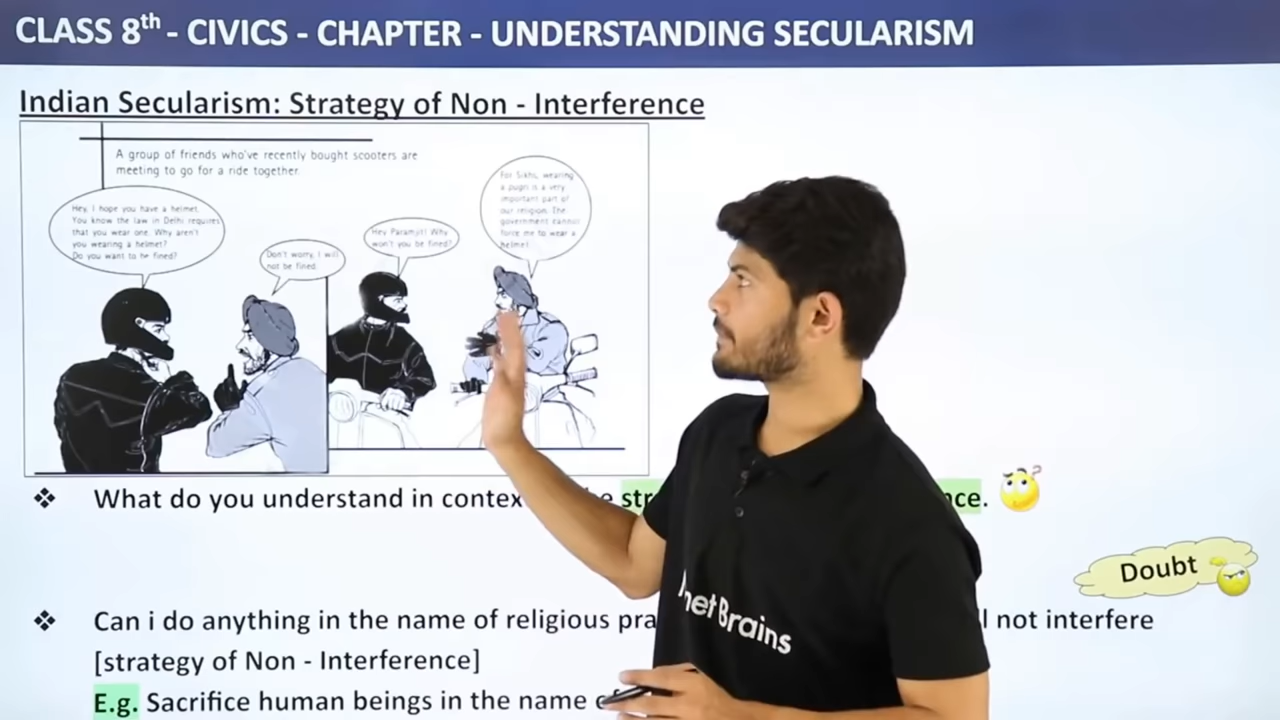 CLASS 8th - CIVICS - CHAPTER - UNDERSTANDING SECULARISM
Indian Secularism: Strategy of Non - Interference
A group of friends who've recently bought scooters are
meeting to go for a ride together.
Hey, I hope you have a helmet.
You know the law in Delhi requires
that you wear one. Why aren't
you wearing a helmet?
Do you want to be fined?
Don't worry, I will
not be fined.
Hey Paramjit! Why
won't you be fined?
For Sikhs, wearing
a pugri is a very
important part of
our religion. The
government cannot
force me to wear a
helmet.
❖ What do you understand in contex
❖ Can i do anything in the name of religious pra not interfere
[strategy of Non - Interference]
E.g. Sacrifice human beings in the name
Doubt
net Brains